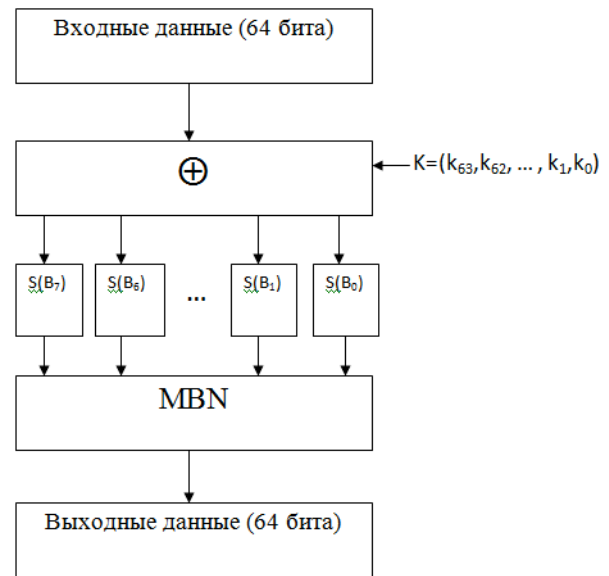 Входные данные (64 бита)
⊕
K=(k₆₃,k₆₂, ... , k₁,k₀)
S(B₇) S(B₆) ... S(B₁) S(B₀)
MBN
Выходные данные (64 бита)